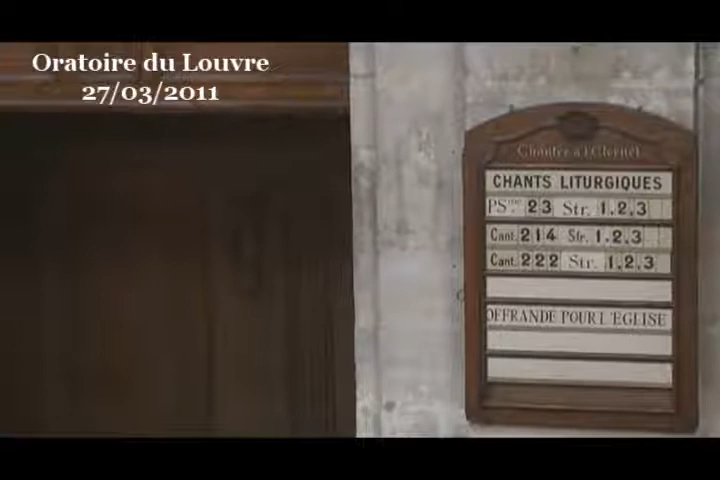 Oratoire du Louvre
27/03/2011
Chantez à l'Eternel
CHANTS LITURGIQUES
PSme 23 Str. 1.2.3
Cant. 214 Str. 1.2.3
Cant. 222 Str. 1.2.3
OFFRANDE POUR L'EGLISE